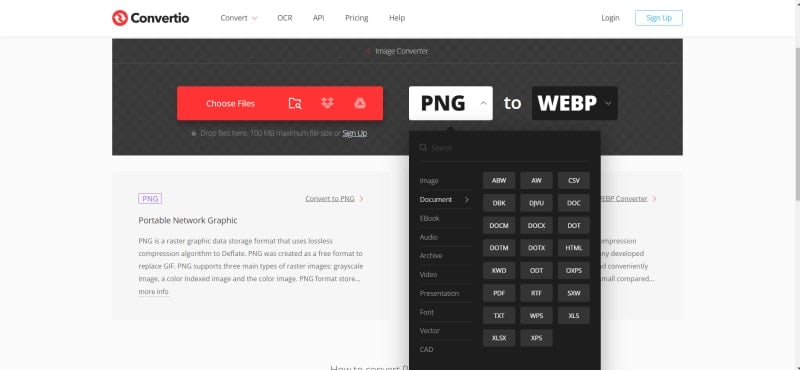 Convertio
Convert
OCR
API
Pricing
Help
Login
Sign Up
Image Converter
Choose Files
PNG
to
WEBP
Drop files here. 100 MB maximum file size or Sign Up
Search
Image
Document
EBook
Audio
Archive
Video
Presentation
Font
Vector
CAD
ABW AW CSV
DBK DJVU DOC
DOCM DOCX DOT
DOTM DOTX HTML
KWD ODT OXPS
PDF RTF SXW
TXT WPS XLS
XLSX XPS
PNG
Convert to PNG
Portable Network Graphic
PNG is a raster graphic data storage format that uses lossless
compression algorithm to Deflate. PNG was created as a free format to
replace GIF. PNG supports three main types of raster images: grayscale
image, a color indexed image and the color image. PNG format store...
more info
Converter
mpression
ny developed
nd conveniently
small compared...
How to convert